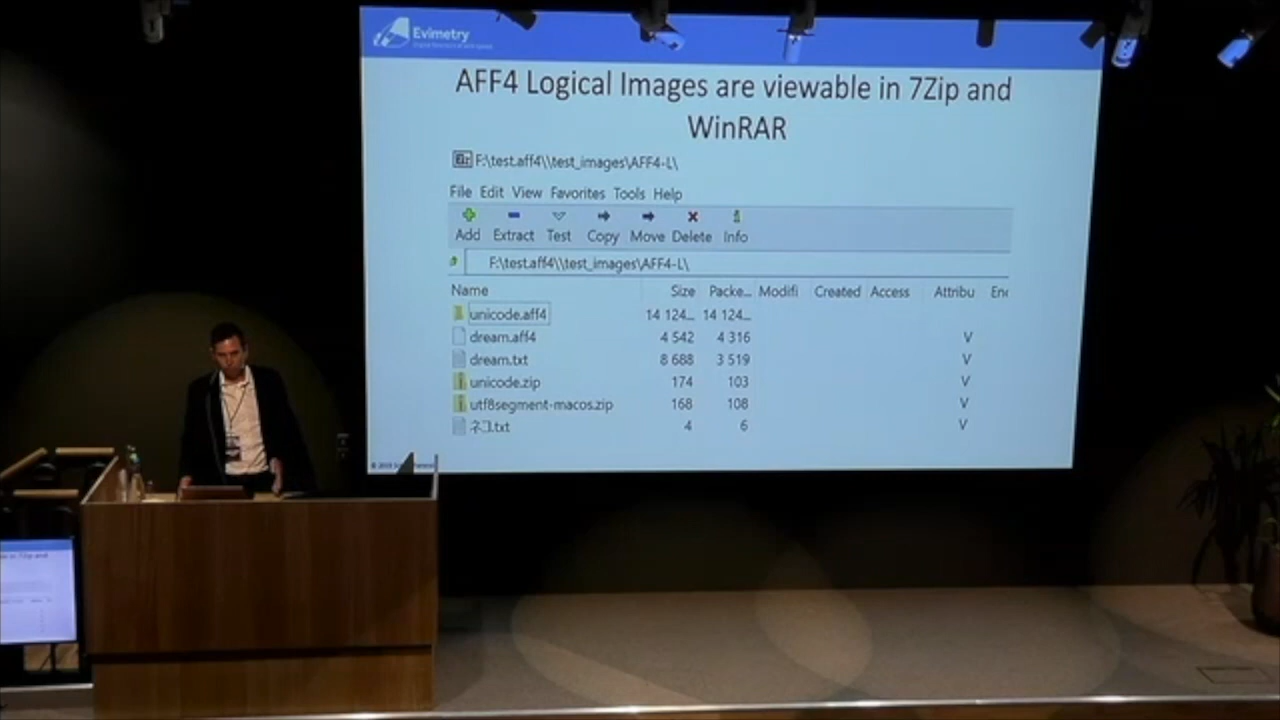 Evimetry
AFF4 Logical Images are viewable in 7Zip and
WinRAR
F:\test.aff4\\test_images\AFF4-L\
File Edit View Favorites Tools Help
Add Extract Test Copy Move Delete Info
F:\test.aff4\\test_images\AFF4-L\
Name Size Packe... Modifi Created Access Attribu En
unicode.aff4 14 124... 14 124...
dream.aff4 4 542 4 316 V
dream.txt 8 688 3 519 V
unicode.zip 174 103 V
utf8segment-macos.zip 168 108 V
ネコ.txt 4 6 V
© 2019